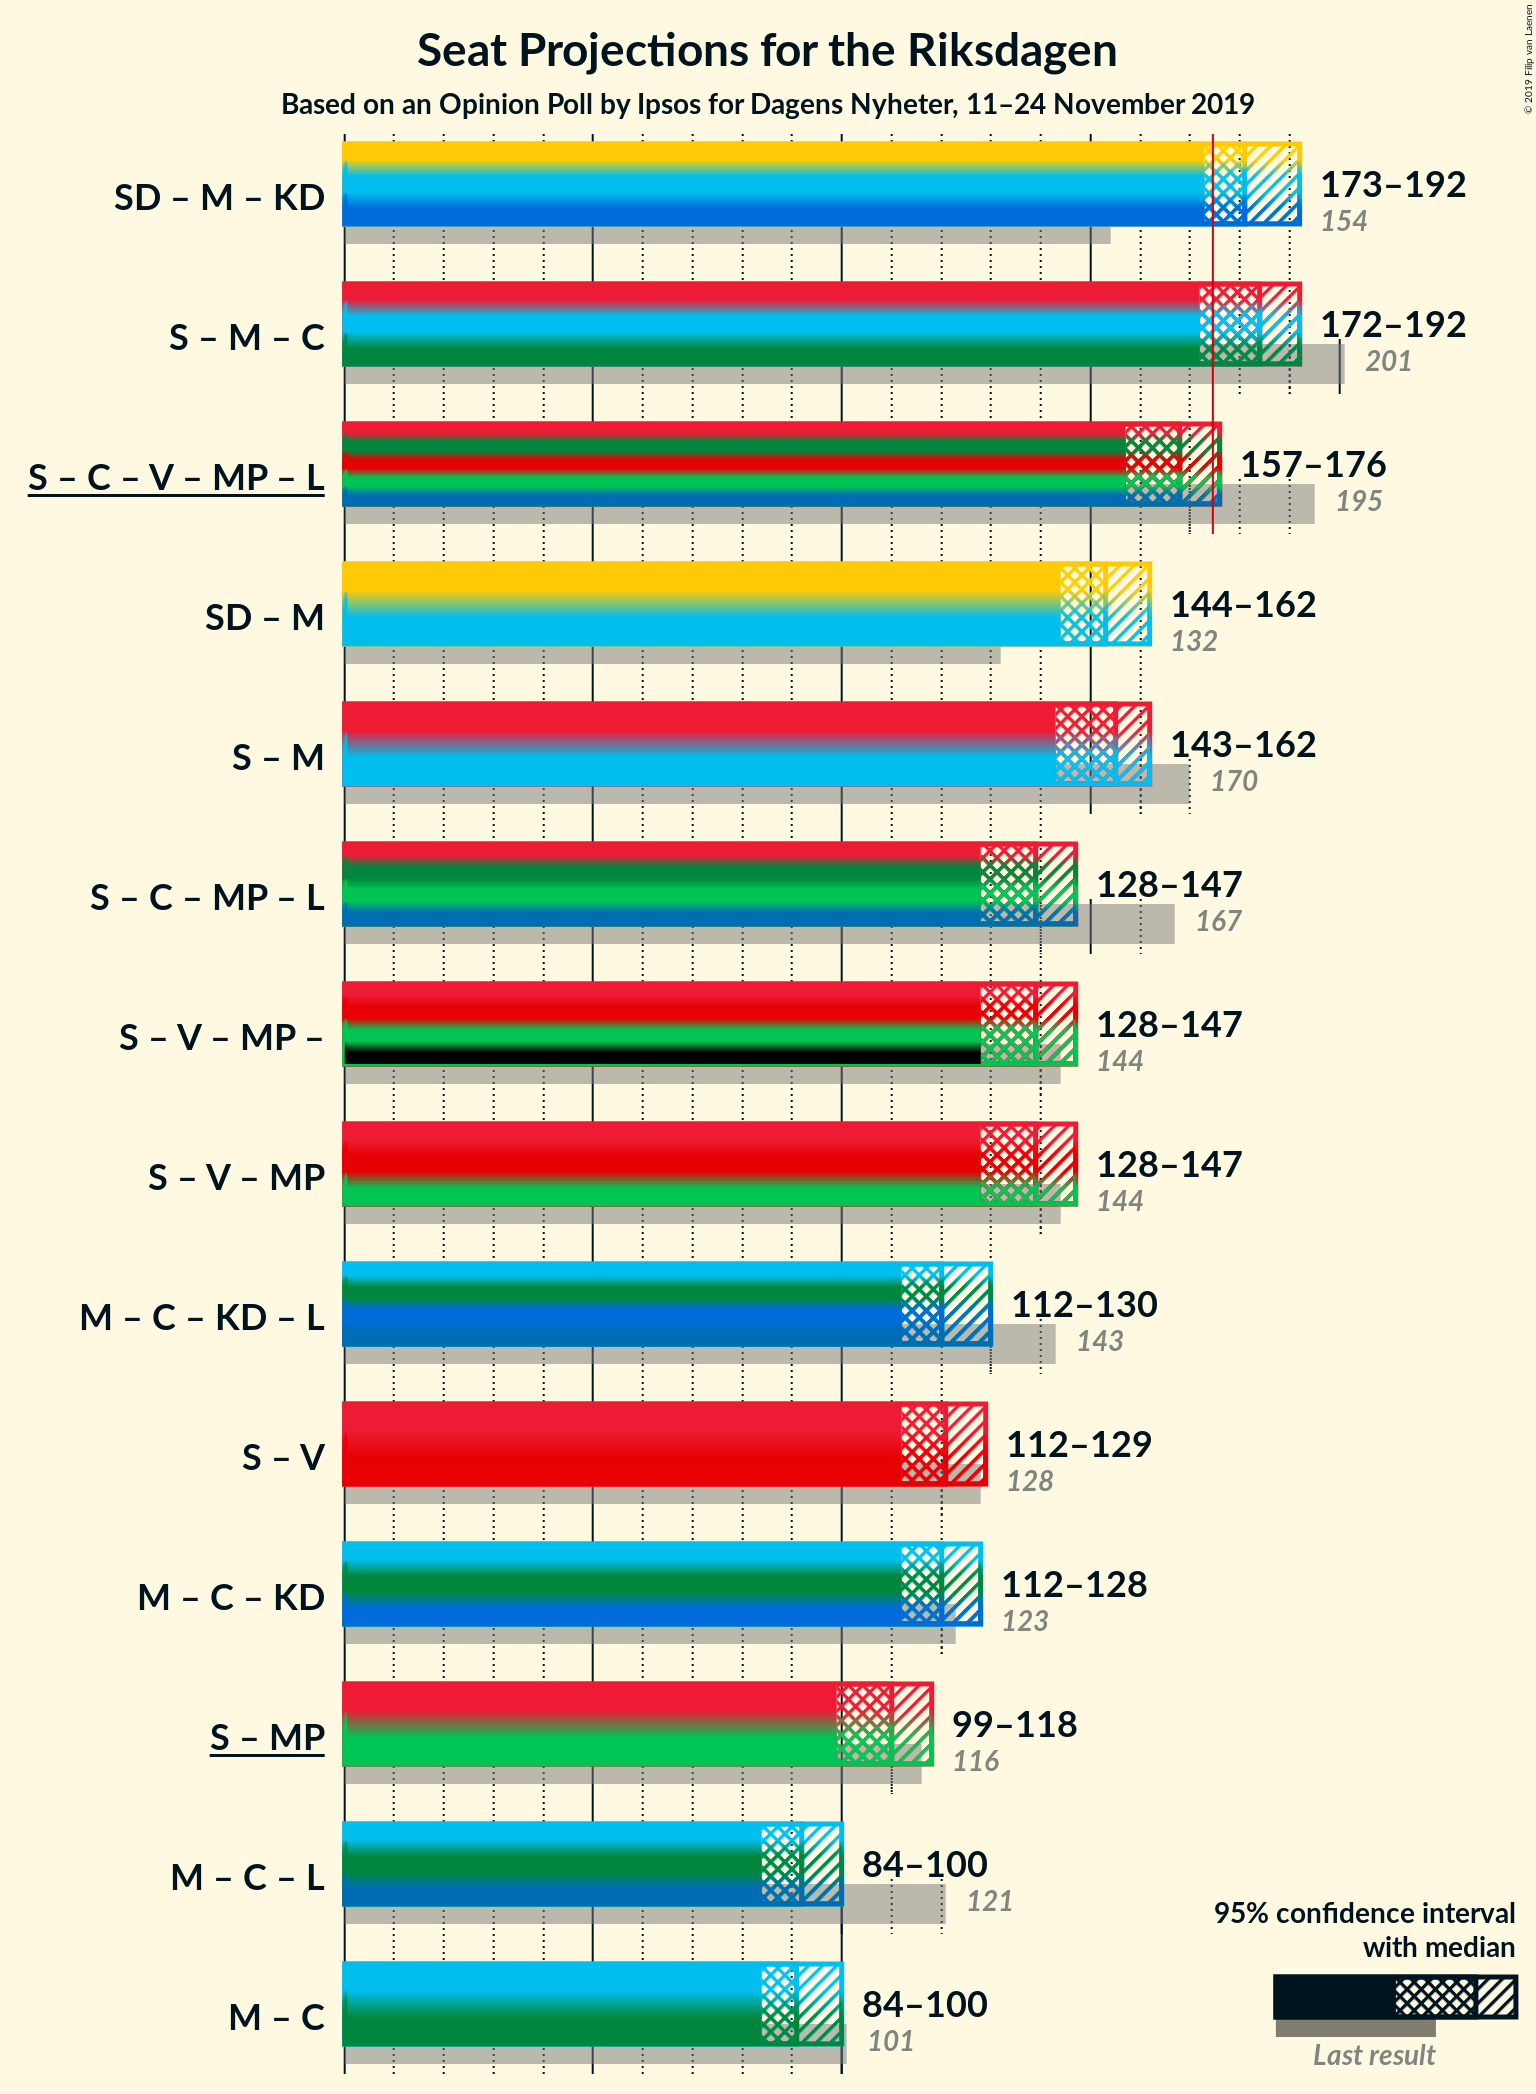 © 2019 Filip van Laenen
Seat Projections for the Riksdagen
Based on an Opinion Poll by Ipsos for Dagens Nyheter, 11–24 November 2019
SD – M – KD
173–192
154
S – M – C
172–192
201
S – C – V – MP – L
157–176
195
SD – M
144–162
132
S – M
143–162
170
S – C – MP – L
128–147
167
S – V – MP –
128–147
144
S – V – MP
128–147
144
M – C – KD – L
112–130
143
S – V
112–129
128
M – C – KD
112–128
123
S – MP
99–118
116
M – C – L
84–100
121
M – C
84–100
101
95% confidence interval
with median
Last result